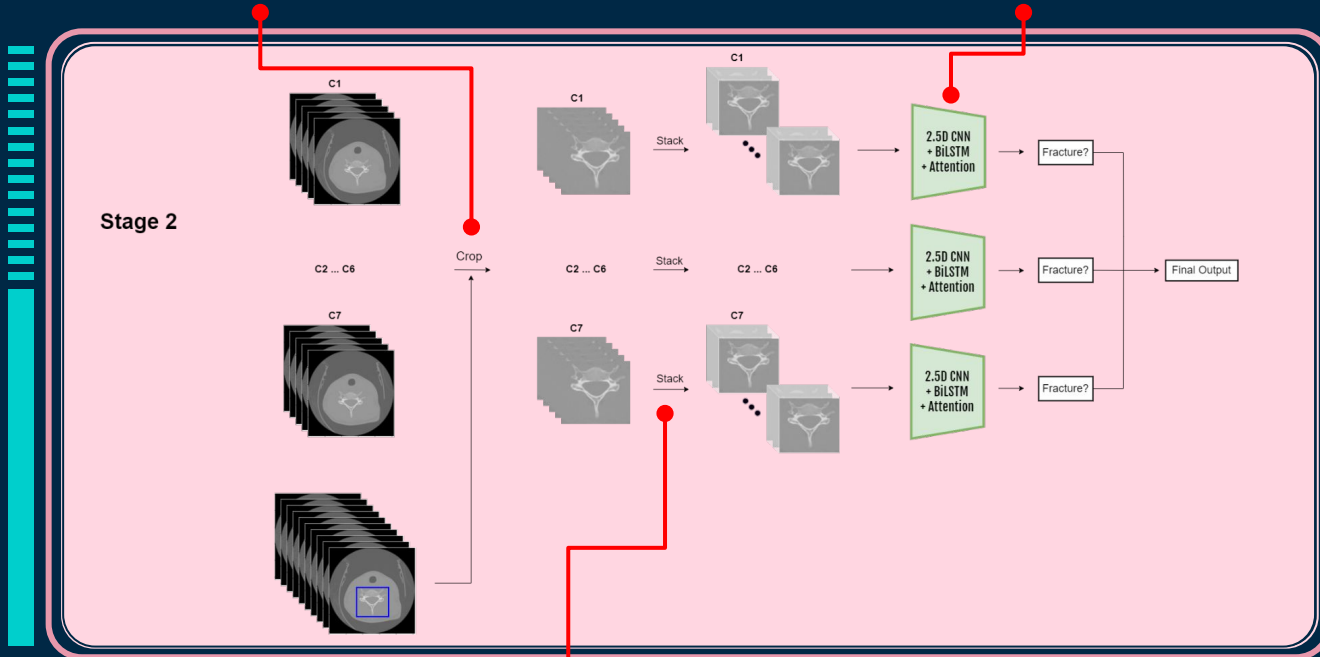 Stage 2
C1
C2 ... C6
C7
Crop
C1
C2 ... C6
C7
Stack
Stack
Stack
C1
C2 ... C6
2.5D CNN
+ BiLSTM
+ Attention
2.5D CNN
+ BiLSTM
+ Attention
2.5D CNN
+ BiLSTM
+ Attention
Fracture?
Fracture?
Fracture?
Final Output